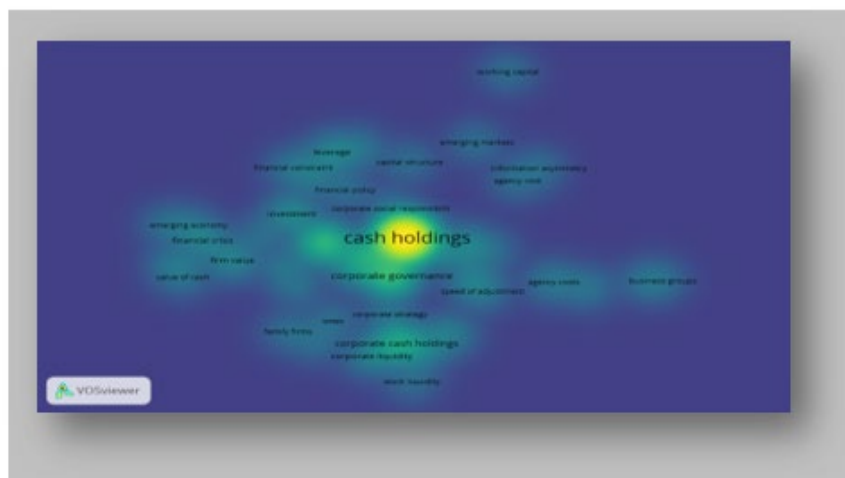 working capital
emerging markets
leverage
capital structure
financial constraint
information asymmetry
agency cost
financial policy
investment
corporate social responsibility
emerging economy
cash holdings
financial crisis
firm value
value of cash
corporate governance
agency costs
business groups
speed of adjustment
corporate strategy
family firms
corporate cash holdings
corporate liquidity
stock liquidity
VOSviewer